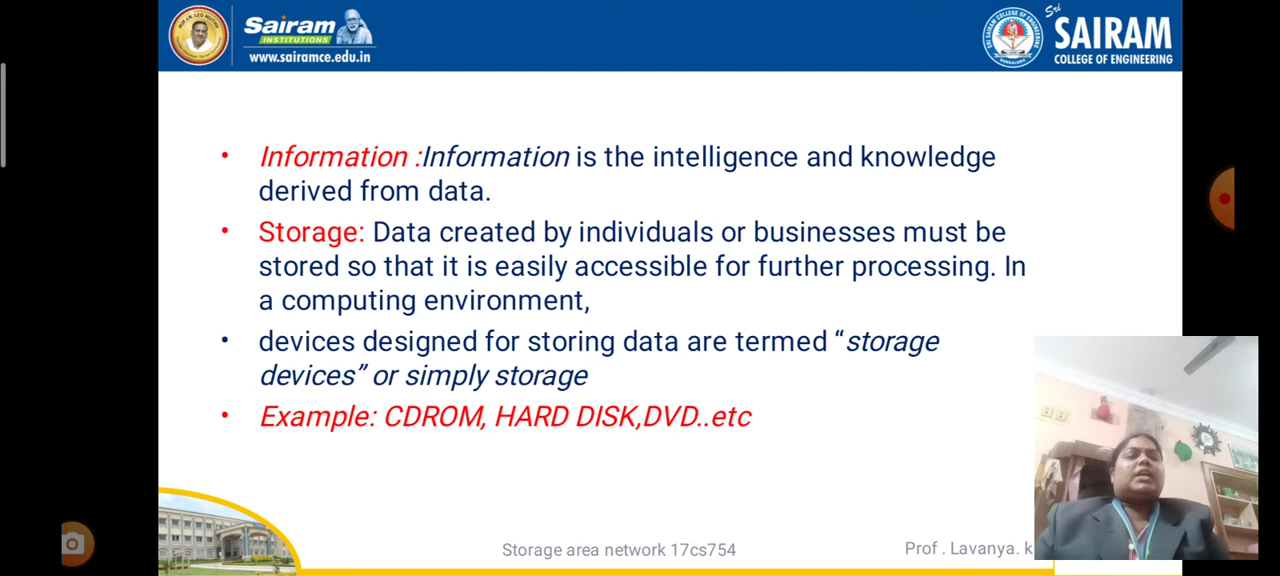 Sairam
INSTITUTIONS
www.sairamce.edu.in
Sri
SAIRAM
COLLEGE OF ENGINEERING
• Information :Information is the intelligence and knowledge
derived from data.
• Storage: Data created by individuals or businesses must be
stored so that it is easily accessible for further processing. In
a computing environment,
• devices designed for storing data are termed “storage
devices” or simply storage
• Example: CDROM, HARD DISK,DVD..etc
Storage area network 17cs754
Prof . Lavanya. k